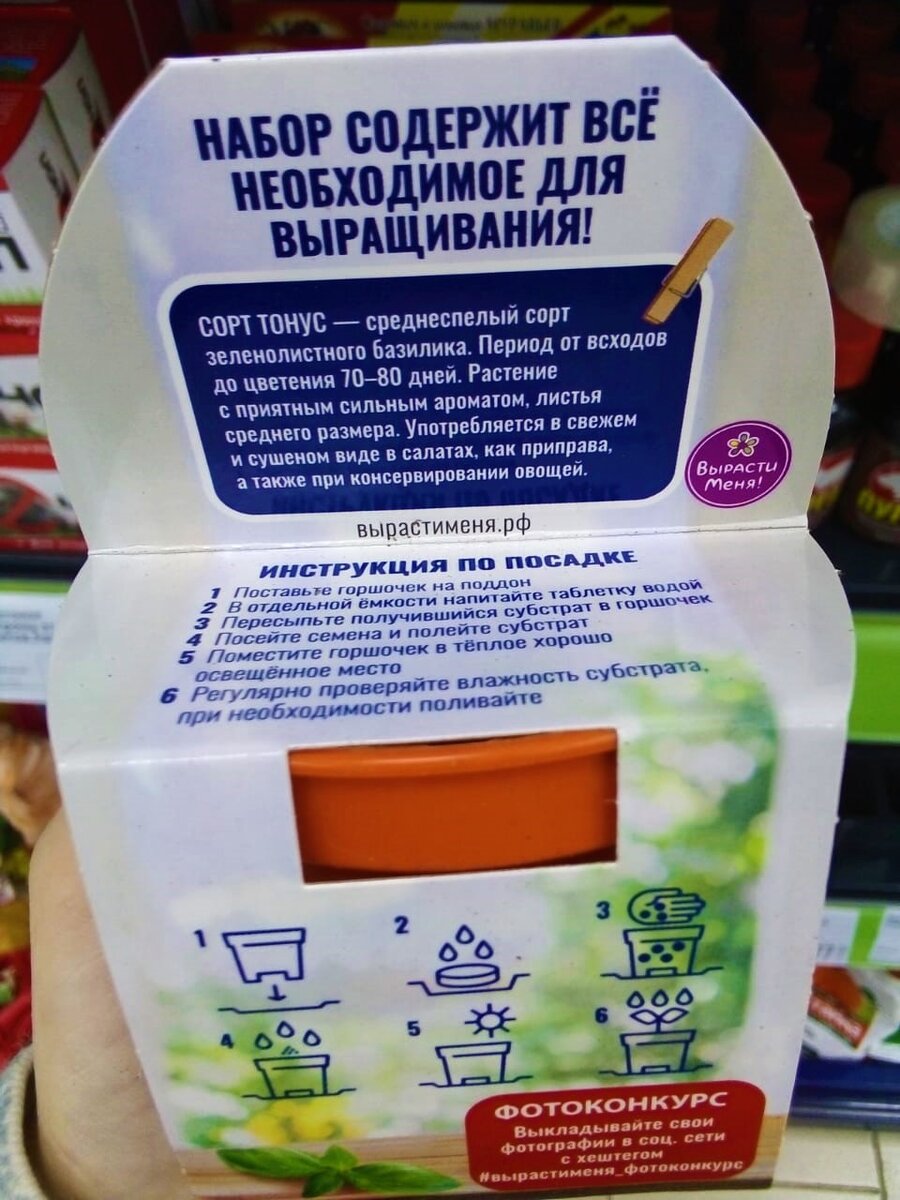 НАБОР СОДЕРЖИТ ВСЁ
НЕОБХОДИМОЕ ДЛЯ
ВЫРАЩИВАНИЯ!
СОРТ ТОНУС — среднеспелый сорт
зеленолистного базилика. Период от всходов
до цветения 70–80 дней. Растение
с приятным сильным ароматом, листья
среднего размера. Употребляется в свежем
и сушеном виде в салатах, как приправа,
а также при консервировании овощей.
Вырасти
Меня!
вырастименя.рф
ИНСТРУКЦИЯ ПО ПОСАДКЕ
1 Поставьте горшочек на поддон
2 В отдельной ёмкости напитайте таблетку водой
3 Пересыпьте получившийся субстрат в горшочек
4 Посейте семена и полейте субстрат
5 Поместите горшочек в тёплое хорошо
освещённое место
6 Регулярно проверяйте влажность субстрата,
при необходимости поливайте
1
2
3
4
5
6
ФОТОКОНКУРС
Выкладывайте свои
фотографии в соц. сети
с хештегом
#вырастименя_фотоконкурс